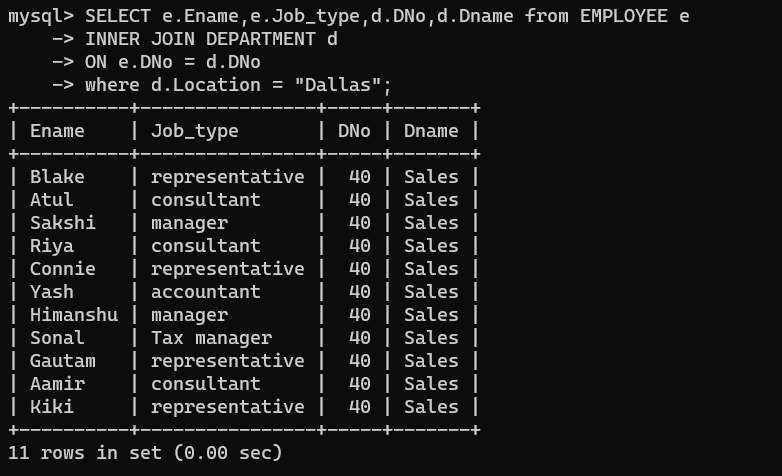 mysql> SELECT e.Ename,e.Job_type,d.DNo,d.Dname from EMPLOYEE e
    -> INNER JOIN DEPARTMENT d
    -> ON e.DNo = d.DNo
    -> where d.Location = "Dallas";
+----------+----------------+-----+-------+
| Ename    | Job_type       | DNo | Dname |
+----------+----------------+-----+-------+
| Blake    | representative |  40 | Sales |
| Atul     | consultant     |  40 | Sales |
| Sakshi   | manager        |  40 | Sales |
| Riya     | consultant     |  40 | Sales |
| Connie   | representative |  40 | Sales |
| Yash     | accountant     |  40 | Sales |
| Himanshu | manager        |  40 | Sales |
| Sonal    | Tax manager    |  40 | Sales |
| Gautam   | representative |  40 | Sales |
| Aamir    | consultant     |  40 | Sales |
| Kiki     | representative |  40 | Sales |
+----------+----------------+-----+-------+
11 rows in set (0.00 sec)